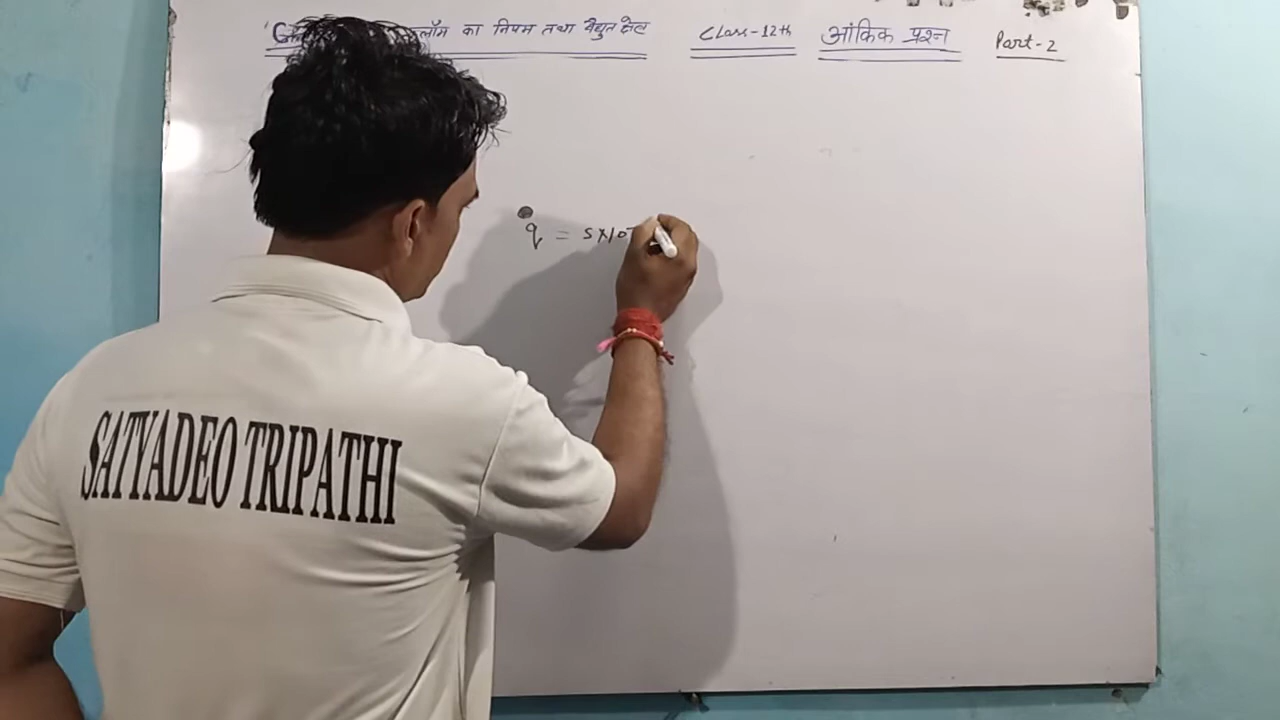 का नियम तथा वैद्युत क्षेत्र Class-12th आंकिक प्रश्न Part-2
q = 5×10
SATYADEO TRIPATHI